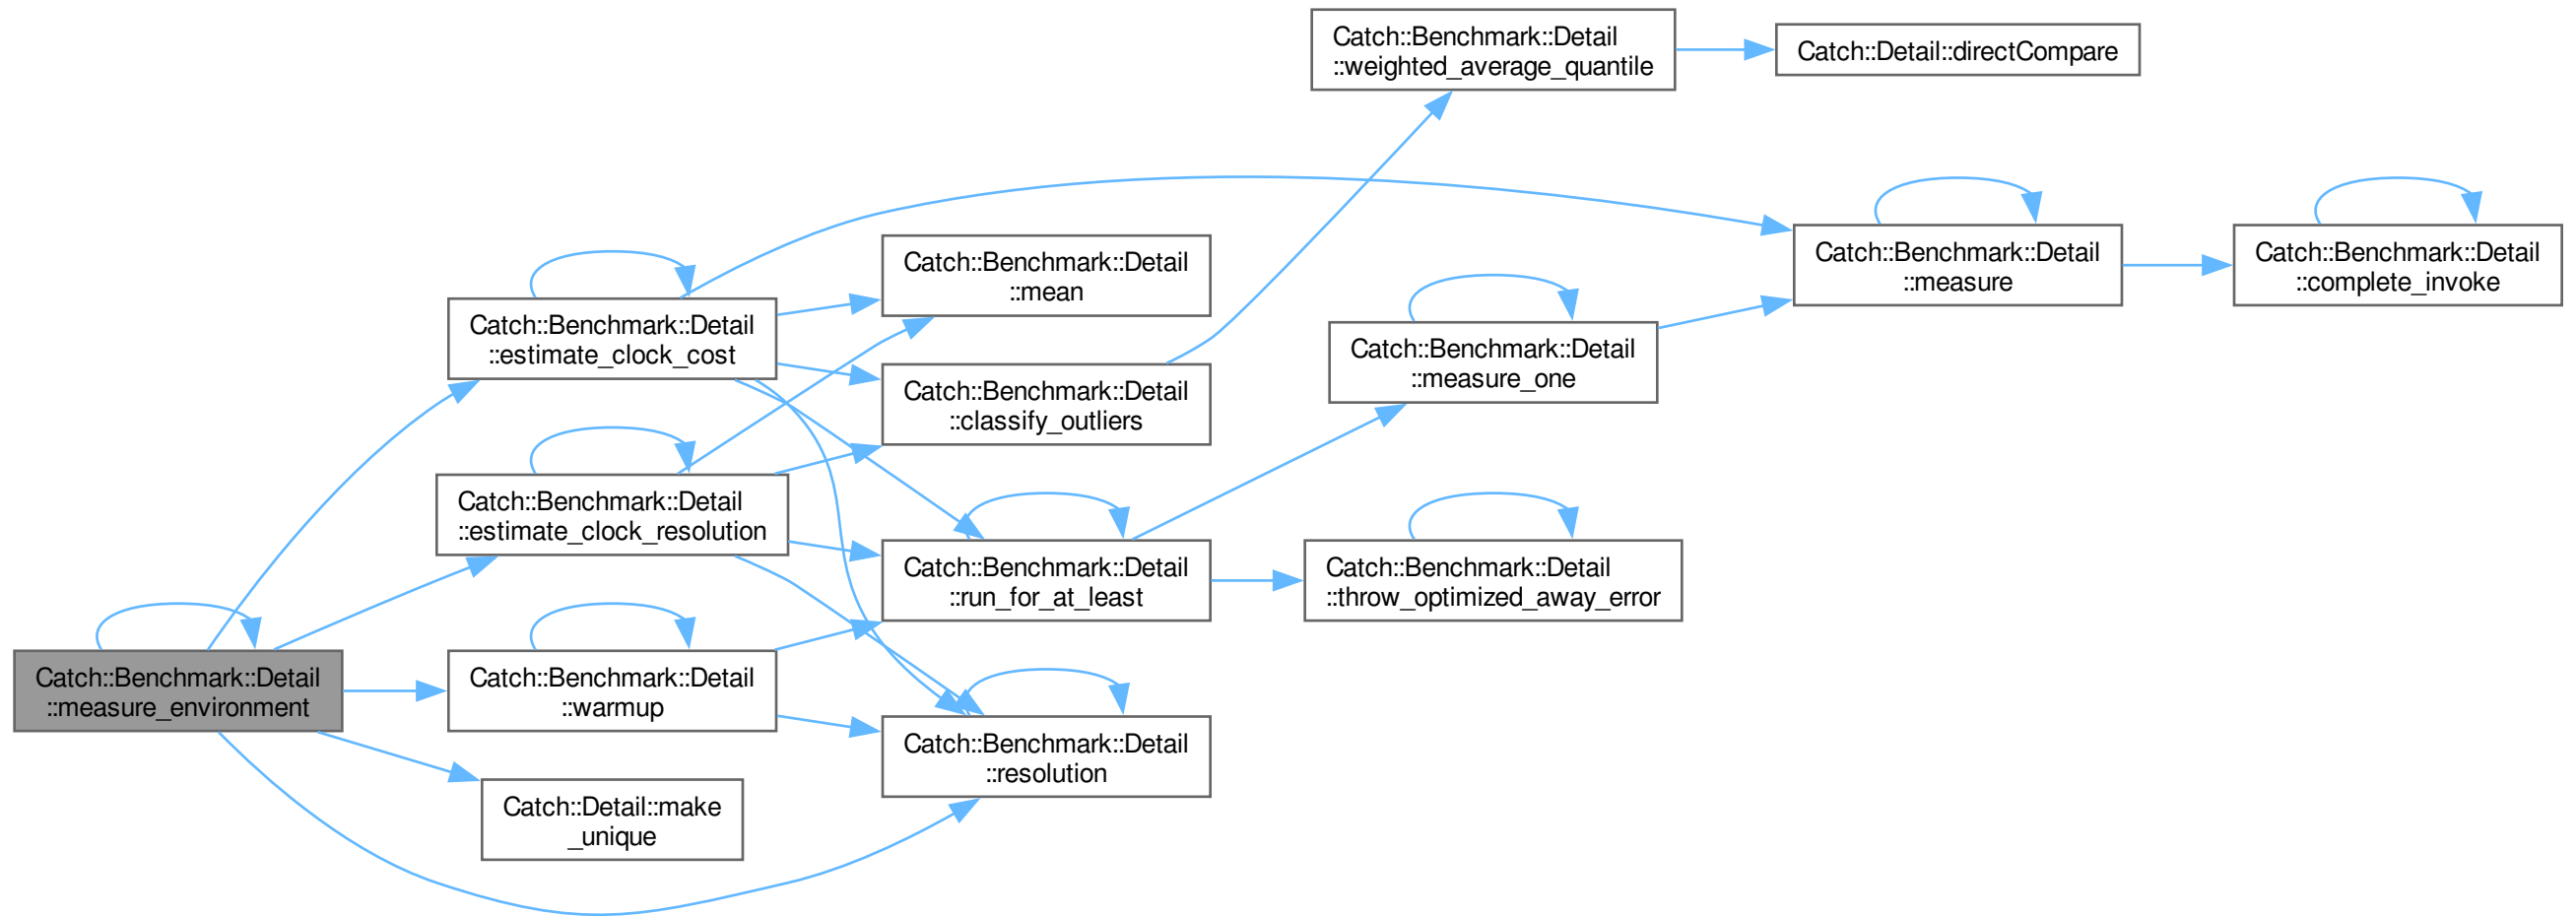 Catch::Benchmark::Detail
::measure_environment
Catch::Benchmark::Detail
::estimate_clock_cost
Catch::Benchmark::Detail
::estimate_clock_resolution
Catch::Benchmark::Detail
::warmup
Catch::Detail::make
_unique
Catch::Benchmark::Detail
::mean
Catch::Benchmark::Detail
::classify_outliers
Catch::Benchmark::Detail
::run_for_at_least
Catch::Benchmark::Detail
::resolution
Catch::Benchmark::Detail
::weighted_average_quantile
Catch::Benchmark::Detail
::measure_one
Catch::Benchmark::Detail
::throw_optimized_away_error
Catch::Detail::directCompare
Catch::Benchmark::Detail
::measure
Catch::Benchmark::Detail
::complete_invoke